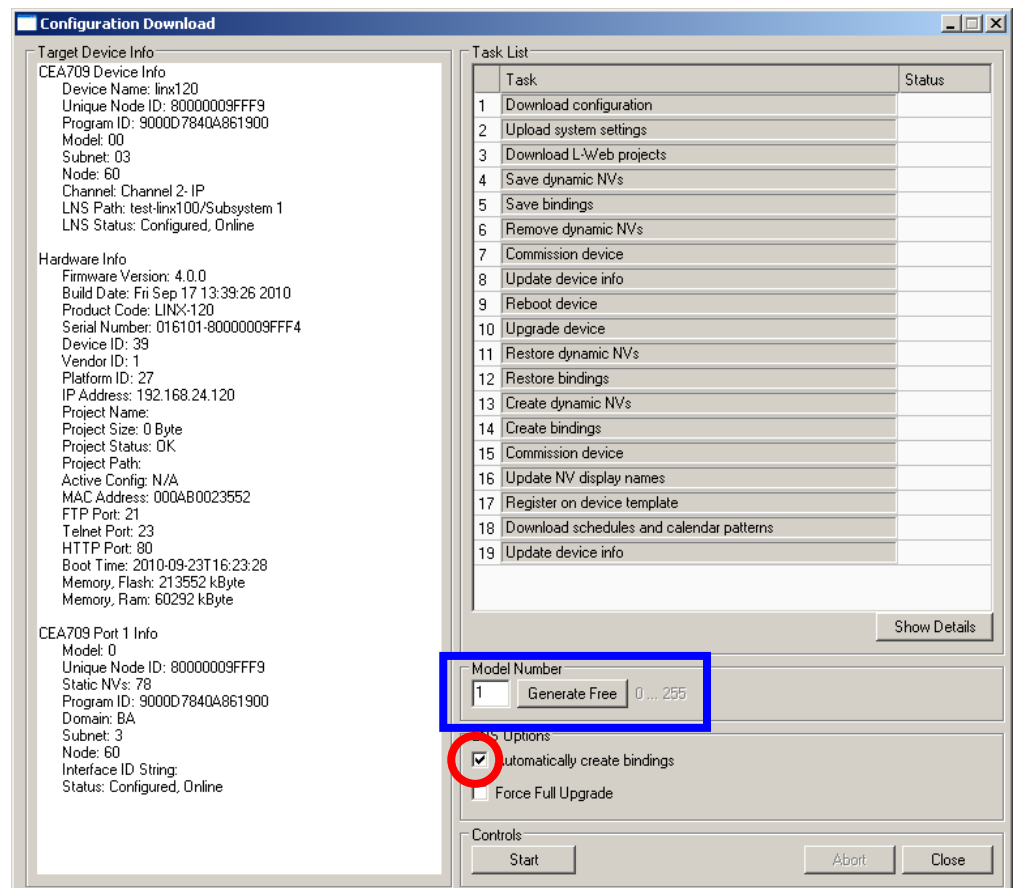 Configuration Download
Target Device Info
CEA709 Device Info
Device Name: linx120
Unique Node ID: 80000009FFF9
Program ID: 9000D7840A861900
Model: 00
Subnet: 03
Node: 60
Channel: Channel 2- IP
LNS Path: test-linx100/Subsystem 1
LNS Status: Configured, Online
Hardware Info
Firmware Version: 4.0.0
Build Date: Fri Sep 17 13:39:26 2010
Product Code: LINX-120
Serial Number: 016101-80000009FFF4
Device ID: 39
Vendor ID: 1
Platform ID: 27
IP Address: 192.168.24.120
Project Name:
Project Size: 0 Byte
Project Status: OK
Project Path:
Active Config: N/A
MAC Address: 000AB0023552
FTP Port: 21
Telnet Port: 23
HTTP Port: 80
Boot Time: 2010-09-23T16:23:28
Memory, Flash: 213552 kByte
Memory, Ram: 60292 kByte
CEA709 Port 1 Info
Model: 0
Unique Node ID: 80000009FFF9
Static NVs: 78
Program ID: 9000D7840A861900
Domain: BA
Subnet: 3
Node: 60
Interface ID String:
Status: Configured, Online
Task List
Task Status
1 Download configuration
2 Upload system settings
3 Download L-Web projects
4 Save dynamic NVs
5 Save bindings
6 Remove dynamic NVs
7 Commission device
8 Update device info
9 Reboot device
10 Upgrade device
11 Restore dynamic NVs
12 Restore bindings
13 Create dynamic NVs
14 Create bindings
15 Commission device
16 Update NV display names
17 Register on device template
18 Download schedules and calendar patterns
19 Update device info
Show Details
Model Number
1 Generate Free 0 ... 255
LNS Options
Automatically create bindings
Force Full Upgrade
Controls
Start Abort Close